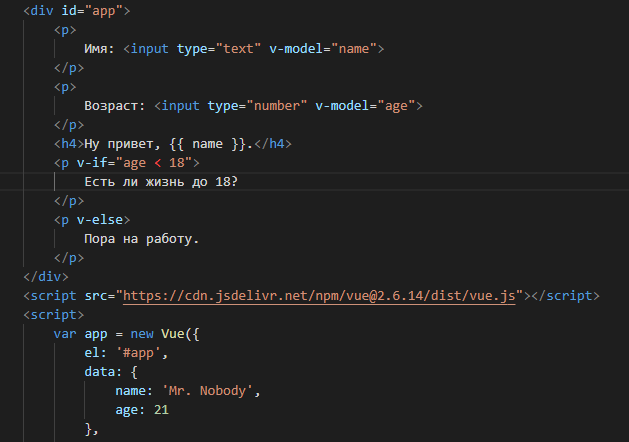 <div id="app">
<p>
Имя: <input type="text" v-model="name">
</p>
<p>
Возраст: <input type="number" v-model="age">
</p>
<h4>Ну привет, {{ name }}.</h4>
<p v-if="age < 18">
Есть ли жизнь до 18?
</p>
<p v-else>
Пора на работу.
</p>
</div>
<script src="https://cdn.jsdelivr.net/npm/vue@2.6.14/dist/vue.js"></script>
<script>
var app = new Vue({
el: '#app',
data: {
name: 'Mr. Nobody',
age: 21
},